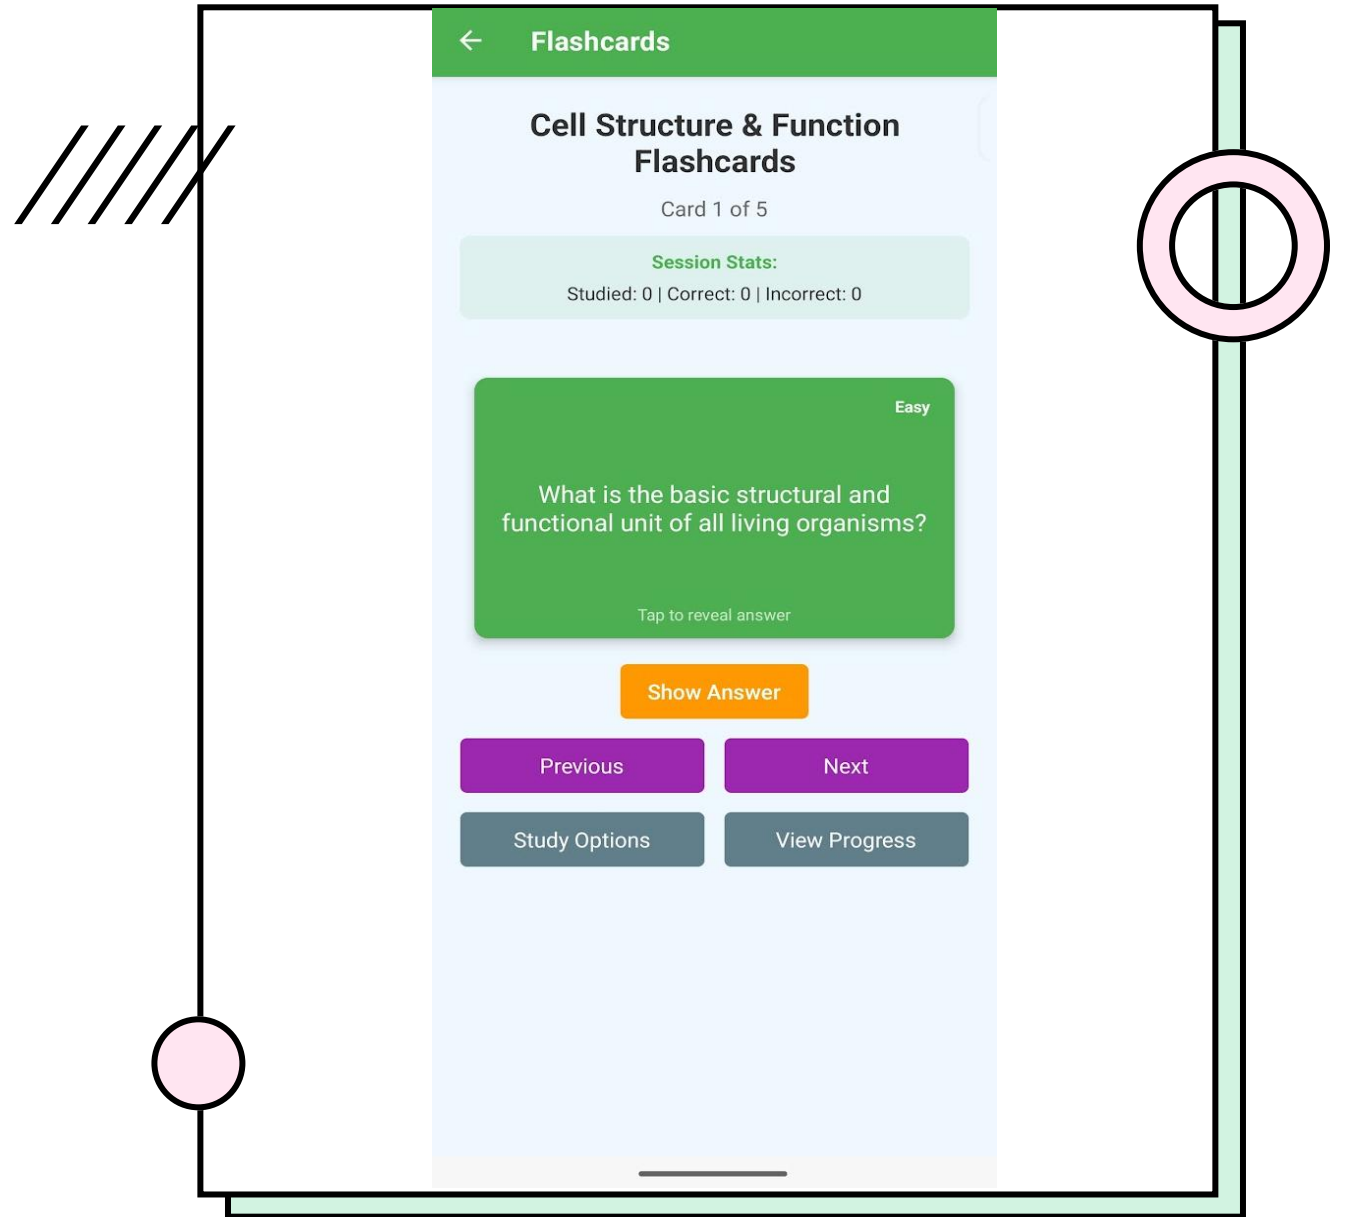 Flashcards
Cell Structure & Function
Flashcards
Card 1 of 5
Session Stats:
Studied: 0 | Correct: 0 | Incorrect: 0
Easy
What is the basic structural and
functional unit of all living organisms?
Tap to reveal answer
Show Answer
Previous
Next
Study Options
View Progress